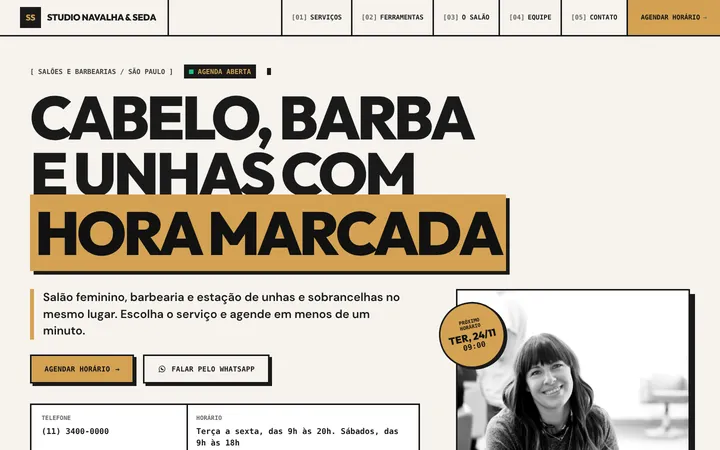 SS STUDIO NAVALHA & SEDA
[01] SERVIÇOS
[02] FERRAMENTAS
[03] O SALÃO
[04] EQUIPE
[05] CONTATO
AGENDAR HORÁRIO →
[ SALÕES E BARBEARIAS / SÃO PAULO ]
AGENDA ABERTA
CABELO, BARBA
E UNHAS COM
HORA MARCADA
Salão feminino, barbearia e estação de unhas e sobrancelhas no
mesmo lugar. Escolha o serviço e agende em menos de um
minuto.
AGENDAR HORÁRIO →
FALAR PELO WHATSAPP
PRÓXIMO
HORÁRIO
TER, 24/11
09:00
TELEFONE
(11) 3400-0000
HORÁRIO
Terça a sexta, das 9h às 20h. Sábados, das
9h às 18h